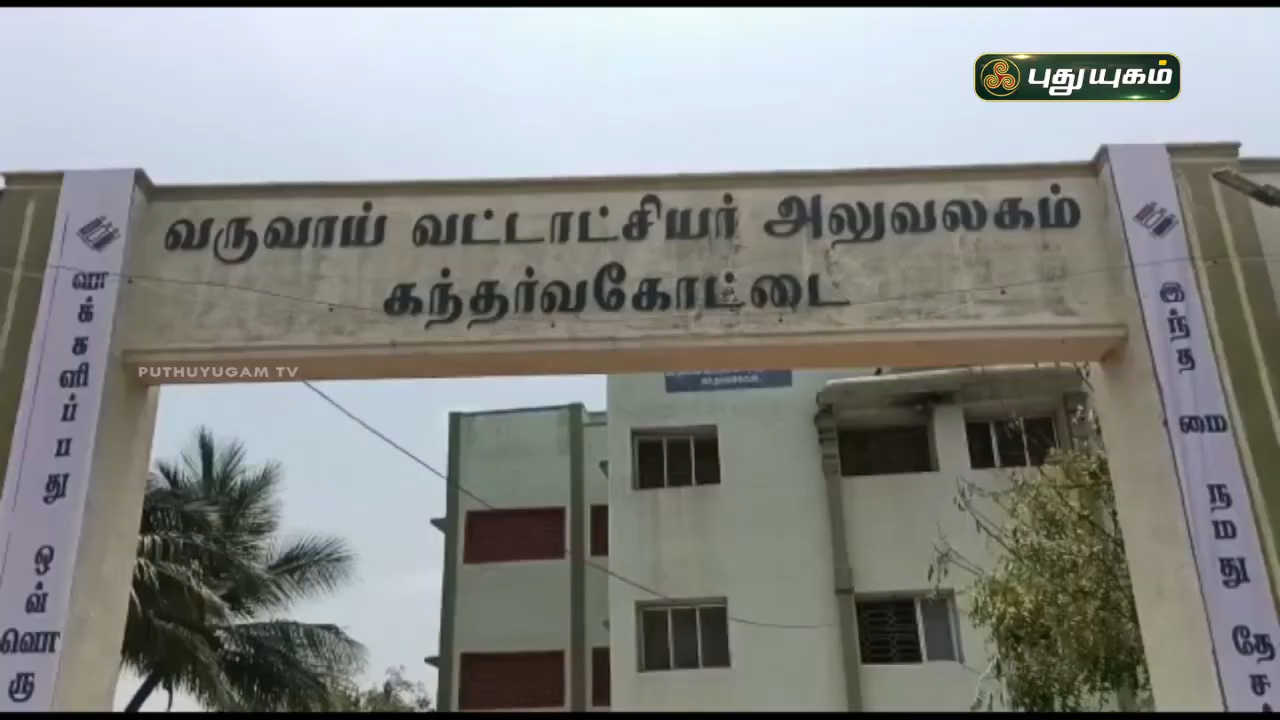 புதுயுகம்
வருவாய் வட்டாட்சியர் அலுவலகம்
கந்தர்வகோட்டை
PUTHUYUGAM TV
வாக்களிப்பது ஒவ்வொரு
இந்த மை நமது